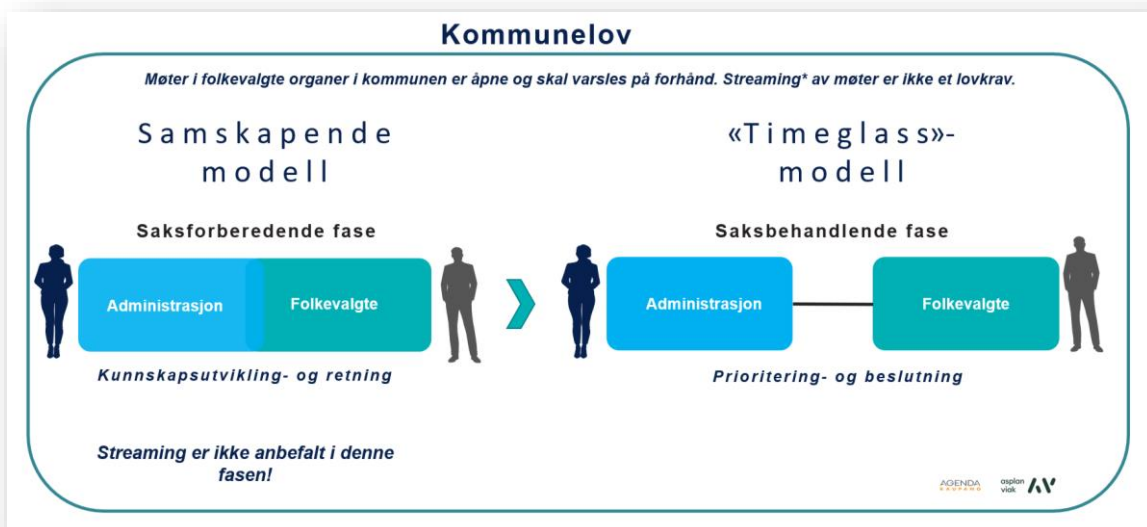 Kommunelov
Møter i folkevalgte organer i kommunen er åpne og skal varsles på forhånd. Streaming* av møter er ikke et lovkrav.
Samskapende
modell
Saksforberedende fase
Administrasjon
Folkevalgte
Kunnskapsutvikling- og retning
Streaming er ikke anbefalt i denne
fasen!
«Timeglass»-
modell
Saksbehandlende fase
Administrasjon
Folkevalgte
Prioritering- og beslutning
AGENDA
KAUPANG
asplan
viak